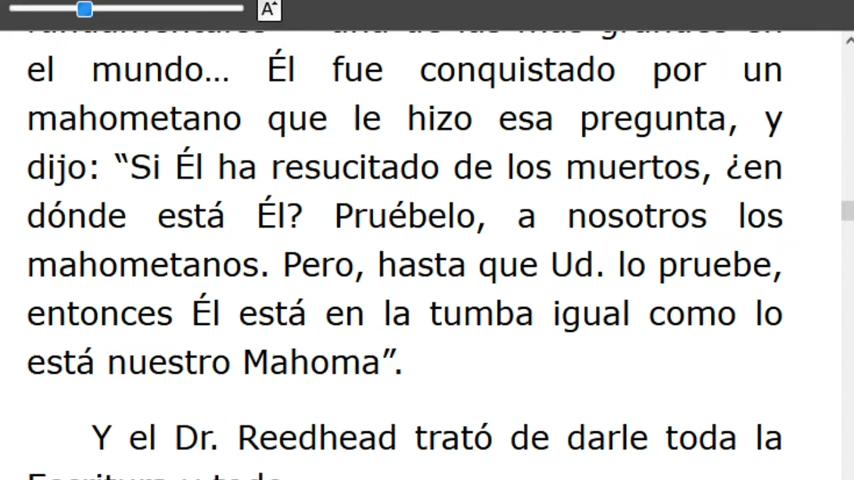 A
el mundo… Él fue conquistado por un
mahometano que le hizo esa pregunta, y
dijo: “Si Él ha resucitado de los muertos, ¿en
dónde está Él? Pruébelo, a nosotros los
mahometanos. Pero, hasta que Ud. lo pruebe,
entonces Él está en la tumba igual como lo
está nuestro Mahoma”.
Y el Dr. Reedhead trató de darle toda la